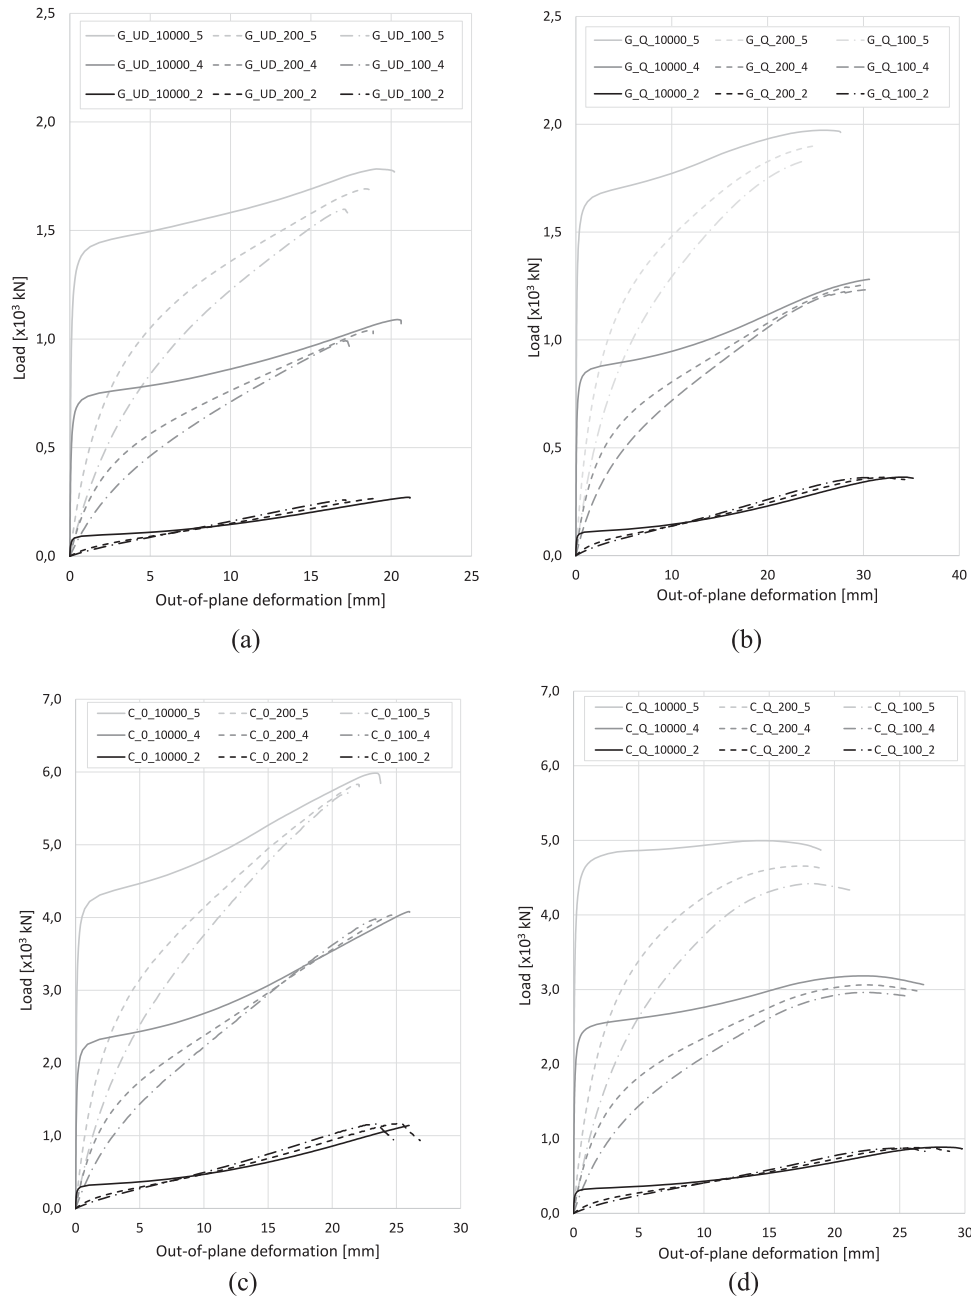 2,5
G_UD_10000_5 G_UD_200_5 G_UD_100_5
G_UD_10000_4 G_UD_200_4 G_UD_100_4
G_UD_10000_2 G_UD_200_2 G_UD_100_2
2,0
1,5
1,0
0,5
0,0
Load [x10³ kN]
0 5 10 15 20 25
Out-of-plane deformation [mm]
(a)
2,5
G_Q_10000_5 G_Q_200_5 G_Q_100_5
G_Q_10000_4 G_Q_200_4 G_Q_100_4
G_Q_10000_2 G_Q_200_2 G_Q_100_2
2,0
1,5
1,0
0,5
0,0
Load [x10³ kN]
0 10 20 30 40
Out-of-plane deformation [mm]
(b)
7,0
C_0_10000_5 C_0_200_5 C_0_100_5
C_0_10000_4 C_0_200_4 C_0_100_4
C_0_10000_2 C_0_200_2 C_0_100_2
6,0
5,0
4,0
3,0
2,0
1,0
0,0
Load [x10³ kN]
0 5 10 15 20 25 30
Out-of-plane deformation [mm]
(c)
7,0
C_Q_10000_5 C_Q_200_5 C_Q_100_5
C_Q_10000_4 C_Q_200_4 C_Q_100_4
C_Q_10000_2 C_Q_200_2 C_Q_100_2
6,0
5,0
4,0
3,0
2,0
1,0
0,0
Load [x10³ kN]
0 5 10 15 20 25 30
Out-of-plane deformation [mm]
(d)